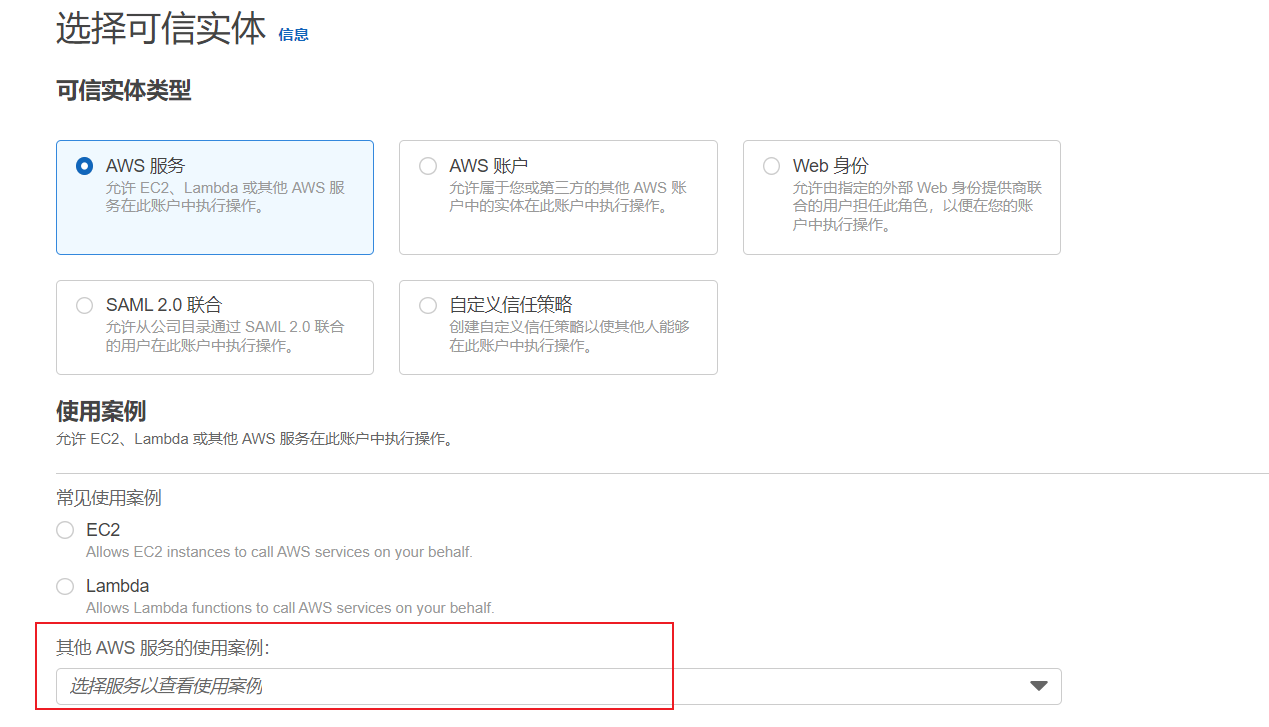 选择可信实体 信息
可信实体类型
AWS 服务
允许 EC2、Lambda 或其他 AWS 服
务在此账户中执行操作。
AWS 账户
允许属于您或第三方的其他 AWS 账
户中的实体在此账户中执行操作。
Web 身份
允许由指定的外部 Web 身份提供商联
合的用户担任此角色，以便在您的账
户中执行操作。
SAML 2.0 联合
允许从公司目录通过 SAML 2.0 联合
的用户在此账户中执行操作。
自定义信任策略
创建自定义信任策略以使其他人能够
在此账户中执行操作。
使用案例
允许 EC2、Lambda 或其他 AWS 服务在此账户中执行操作。
常见使用案例
EC2
Allows EC2 instances to call AWS services on your behalf.
Lambda
Allows Lambda functions to call AWS services on your behalf.
其他 AWS 服务的使用案例：
选择服务以查看使用案例